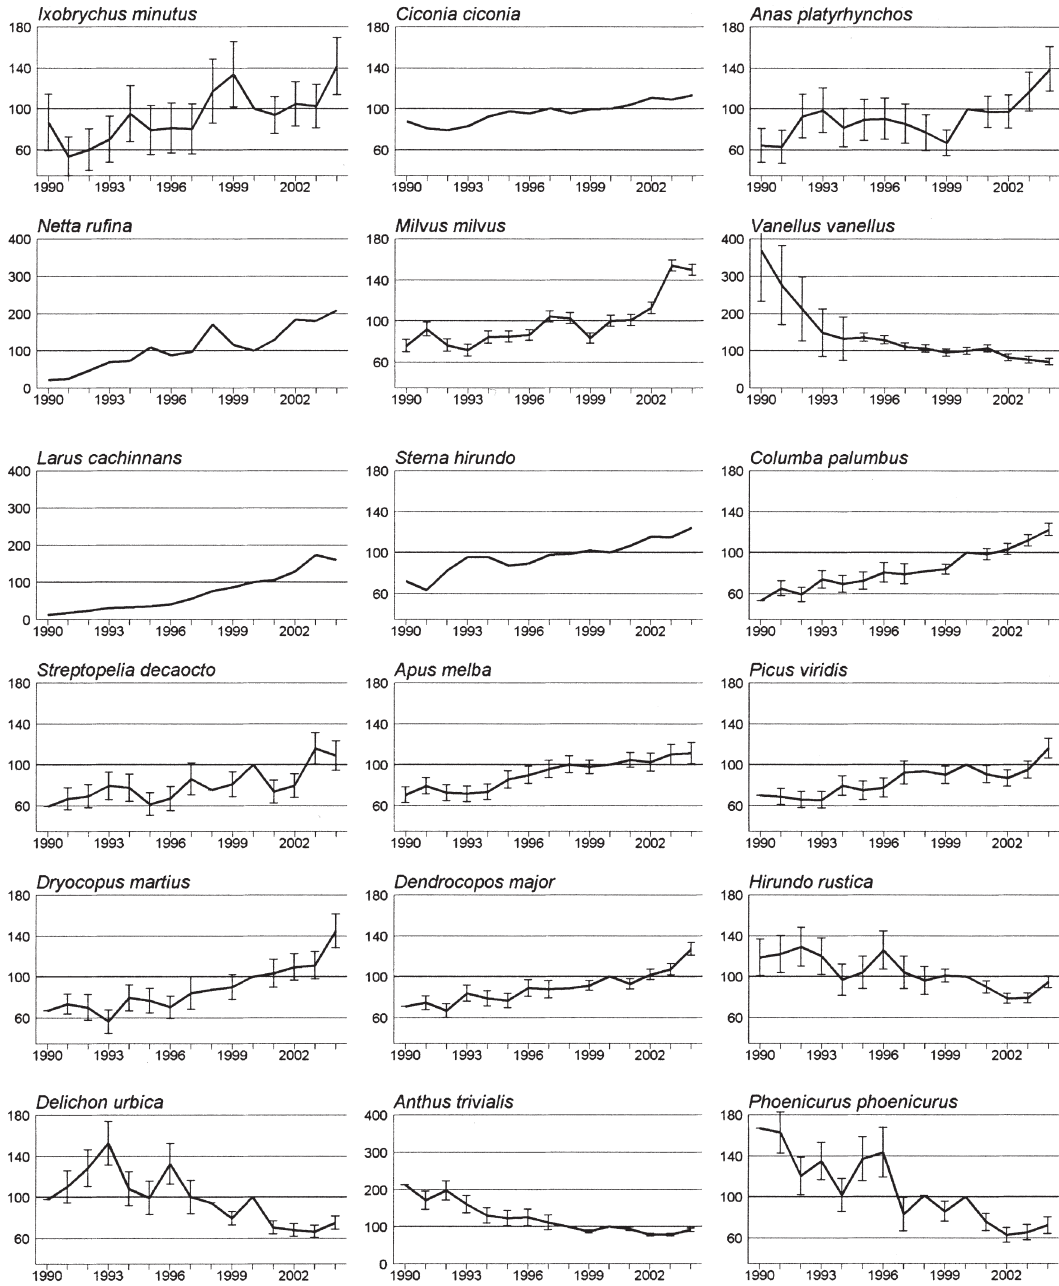 Ixobrychus minutus
Ciconia ciconia
Anas platyrhynchos
180
140
100
60
1990 1993 1996 1999 2002
180
140
100
60
1990 1993 1996 1999 2002
180
140
100
60
1990 1993 1996 1999 2002
Netta rufina
Milvus milvus
Vanellus vanellus
400
300
200
100
0
1990 1993 1996 1999 2002
180
140
100
60
1990 1993 1996 1999 2002
400
300
200
100
0
1990 1993 1996 1999 2002
Larus cachinnans
Sterna hirundo
Columba palumbus
400
300
200
100
0
1990 1993 1996 1999 2002
180
140
100
60
1990 1993 1996 1999 2002
180
140
100
60
1990 1993 1996 1999 2002
Streptopelia decaocto
Apus melba
Picus viridis
180
140
100
60
1990 1993 1996 1999 2002
180
140
100
60
1990 1993 1996 1999 2002
180
140
100
60
1990 1993 1996 1999 2002
Dryocopus martius
Dendrocopos major
Hirundo rustica
180
140
100
60
1990 1993 1996 1999 2002
180
140
100
60
1990 1993 1996 1999 2002
180
140
100
60
1990 1993 1996 1999 2002
Delichon urbica
Anthus trivialis
Phoenicurus phoenicurus
180
140
100
60
1990 1993 1996 1999 2002
400
300
200
100
0
1990 1993 1996 1999 2002
180
140
100
60
1990 1993 1996 1999 2002